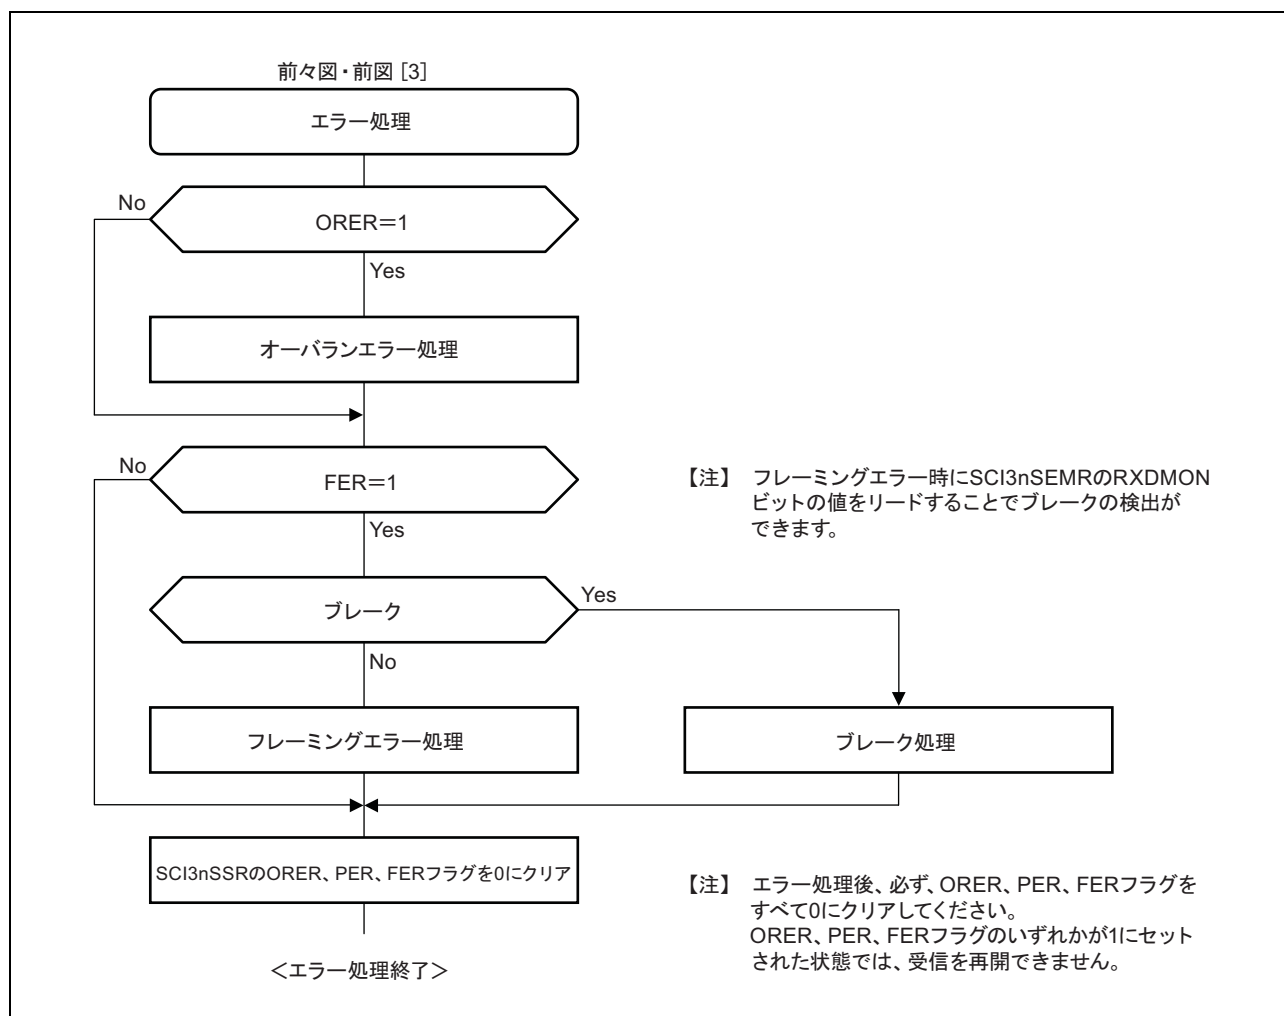 前々図・前図 [3]
エラー処理
No
ORER＝1
Yes
オーバランエラー処理
No
FER＝1
Yes
【注】 フレーミングエラー時にSCI3nSEMRのRXDMON
ビットの値をリードすることでブレークの検出が
できます。
ブレーク
Yes
No
フレーミングエラー処理
ブレーク処理
SCI3nSSRのORER、PER、FERフラグを0にクリア
【注】 エラー処理後、必ず、ORER、PER、FERフラグを
すべて0にクリアしてください。
ORER、PER、FERフラグのいずれかが1にセット
された状態では、受信を再開できません。
＜エラー処理終了＞